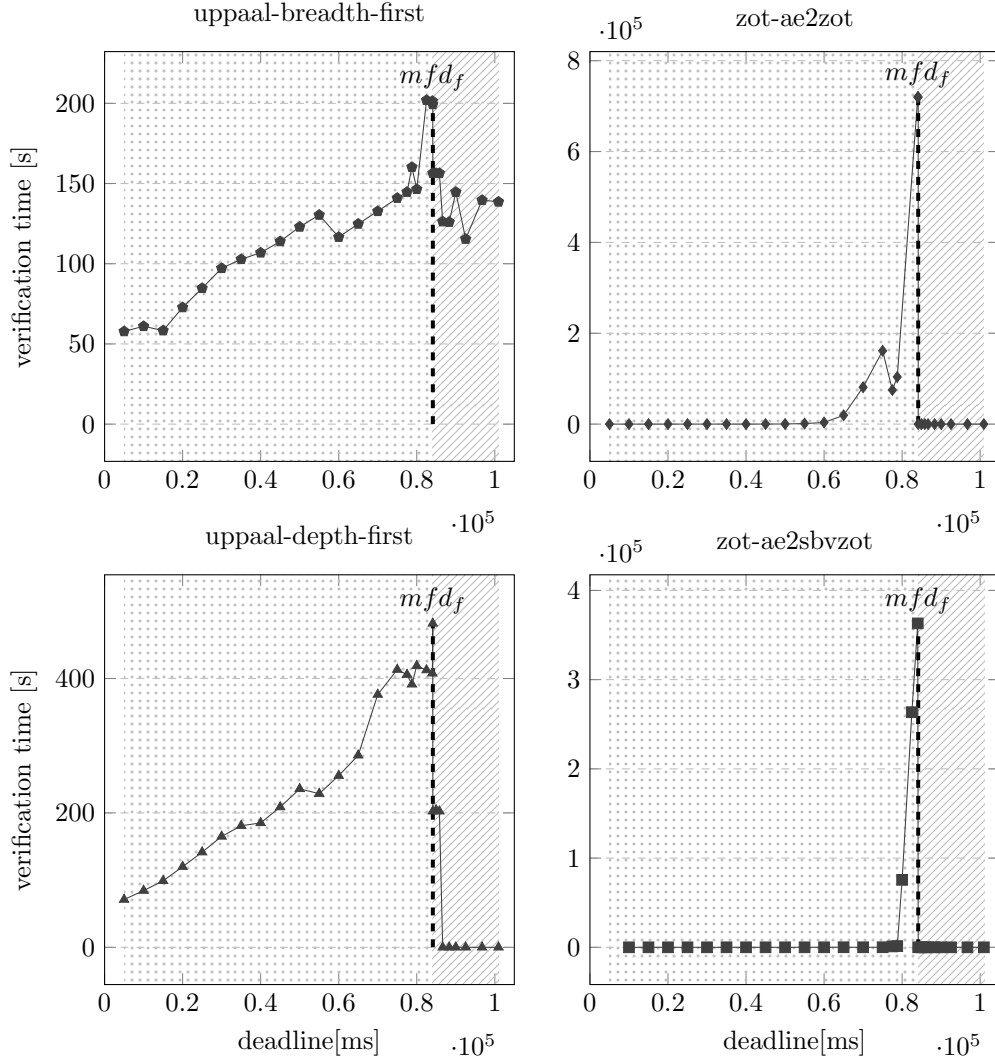 uppaal-breadth-first
mfd_f
verification time [s]
200
150
100
50
0
0 0.2 0.4 0.6 0.8 1
·10^5
zot-ae2zot
·10^5
mfd_f
8
6
4
2
0
0 0.2 0.4 0.6 0.8 1
·10^5
uppaal-depth-first
mfd_f
verification time [s]
400
200
0
0 0.2 0.4 0.6 0.8 1
deadline[ms]
·10^5
zot-ae2sbvzot
·10^5
mfd_f
4
3
2
1
0
0 0.2 0.4 0.6 0.8 1
deadline[ms]
·10^5